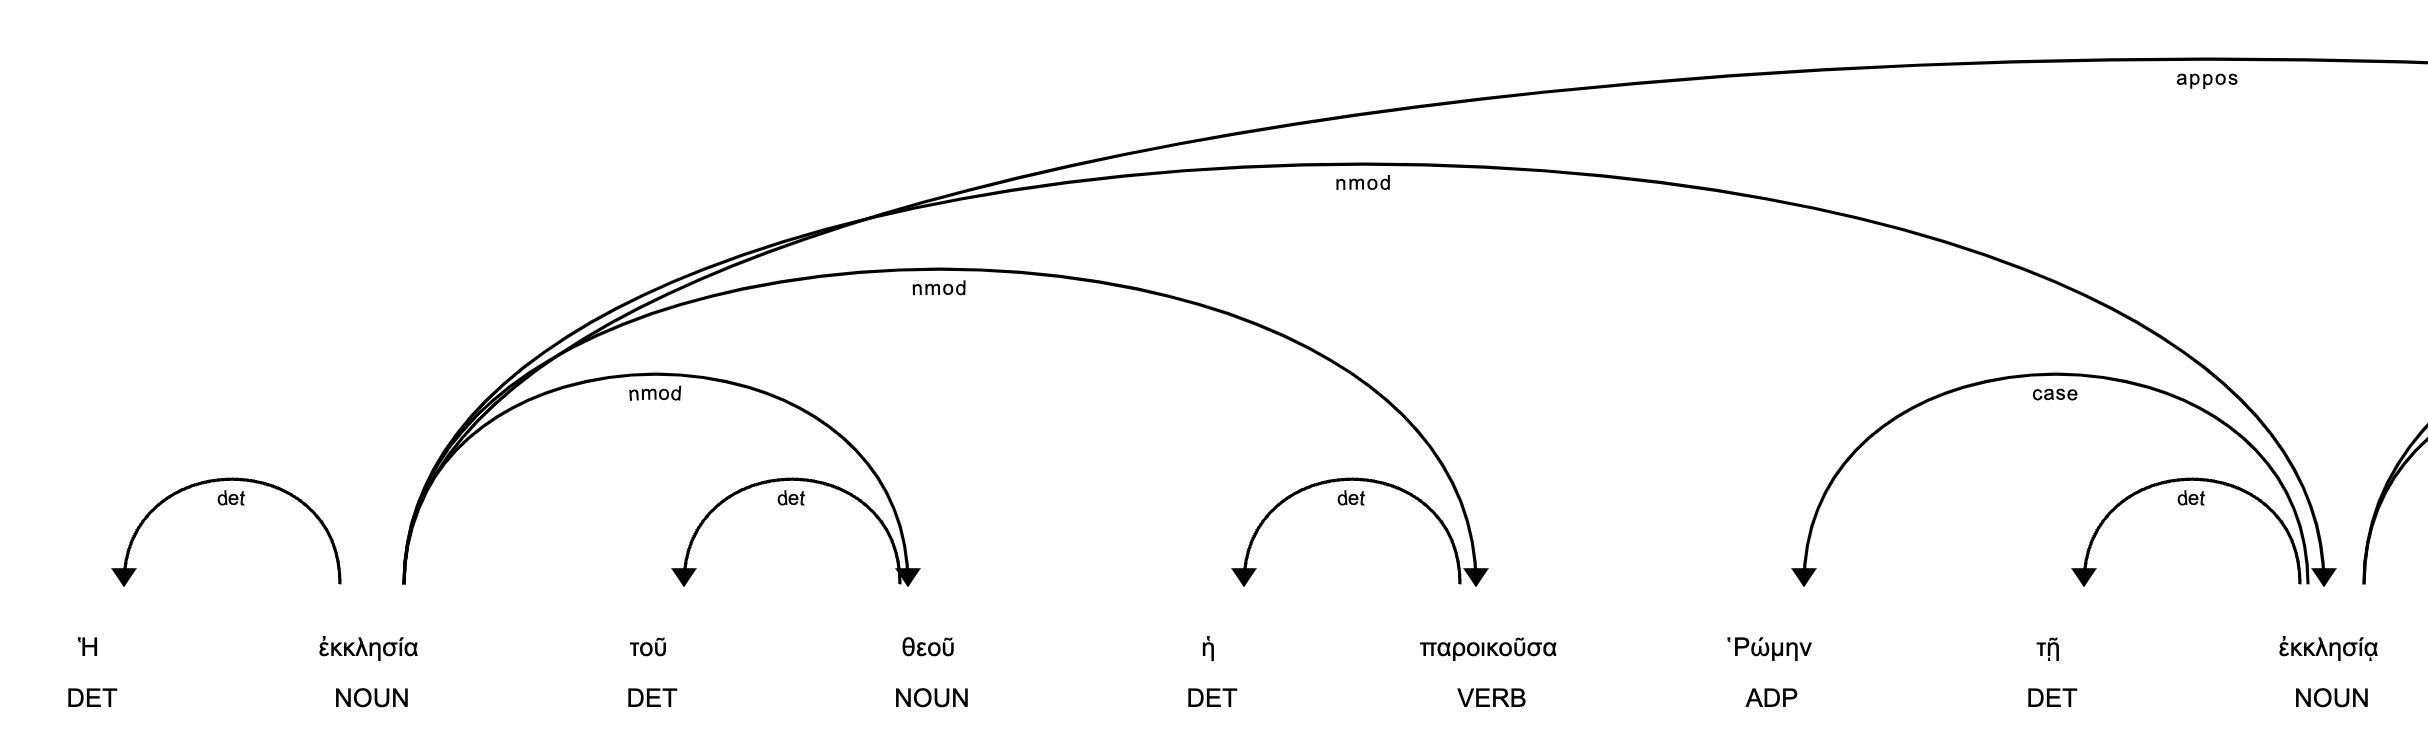 appos
nmod
nmod
nmod case
det det det det
Ἡ ἐκκλησία τοῦ θεοῦ ἡ παροικοῦσα Ῥώμην τῇ ἐκκλησίᾳ
DET NOUN DET NOUN DET VERB ADP DET NOUN